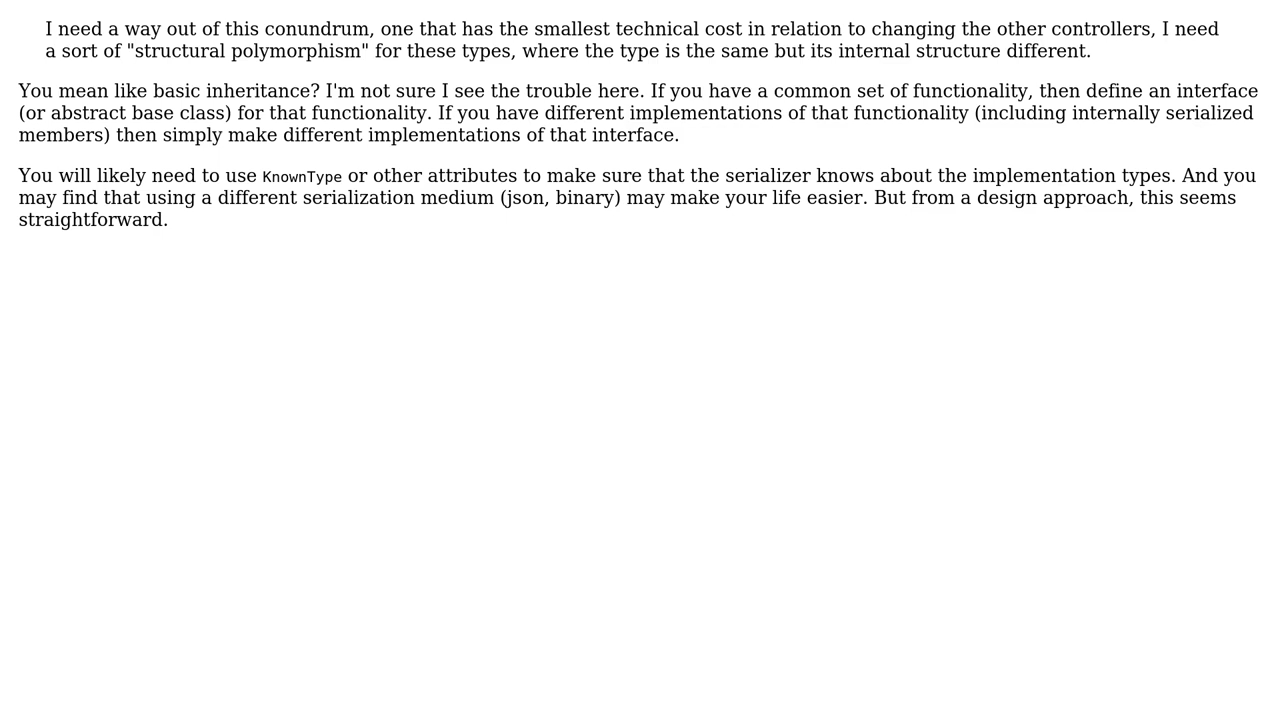 I need a way out of this conundrum, one that has the smallest technical cost in relation to changing the other controllers, I need
a sort of "structural polymorphism" for these types, where the type is the same but its internal structure different.
You mean like basic inheritance? I'm not sure I see the trouble here. If you have a common set of functionality, then define an interface
(or abstract base class) for that functionality. If you have different implementations of that functionality (including internally serialized
members) then simply make different implementations of that interface.
You will likely need to use KnownType or other attributes to make sure that the serializer knows about the implementation types. And you
may find that using a different serialization medium (json, binary) may make your life easier. But from a design approach, this seems
straightforward.